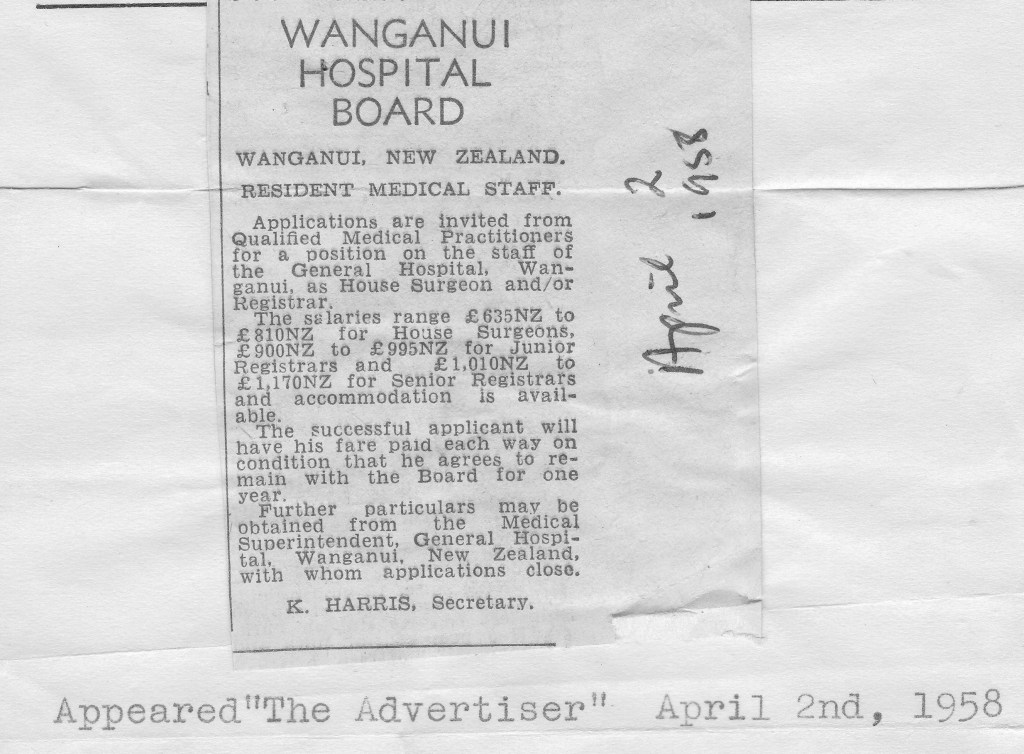 WANGANUI
HOSPITAL
BOARD
WANGANUI, NEW ZEALAND.
RESIDENT MEDICAL STAFF.
Applications are invited from
Qualified Medical Practitioners
for a position on the staff of
the General Hospital, Wan-
ganui, as House Surgeon and/or
Registrar.
The salaries range £635NZ to
£810NZ for House Surgeons,
£900NZ to £995NZ for Junior
Registrars and £1,010NZ to
£1,170NZ for Senior Registrars
and accommodation is avail-
able.
The successful applicant will
have his fare paid each way on
condition that he agrees to re-
main with the Board for one
year.
Further particulars may be
obtained from the Medical
Superintendent, General Hospi-
tal, Wanganui, New Zealand,
with whom applications close.
K. HARRIS, Secretary.
April 2
1958
Appeared"The Advertiser" April 2nd, 1958